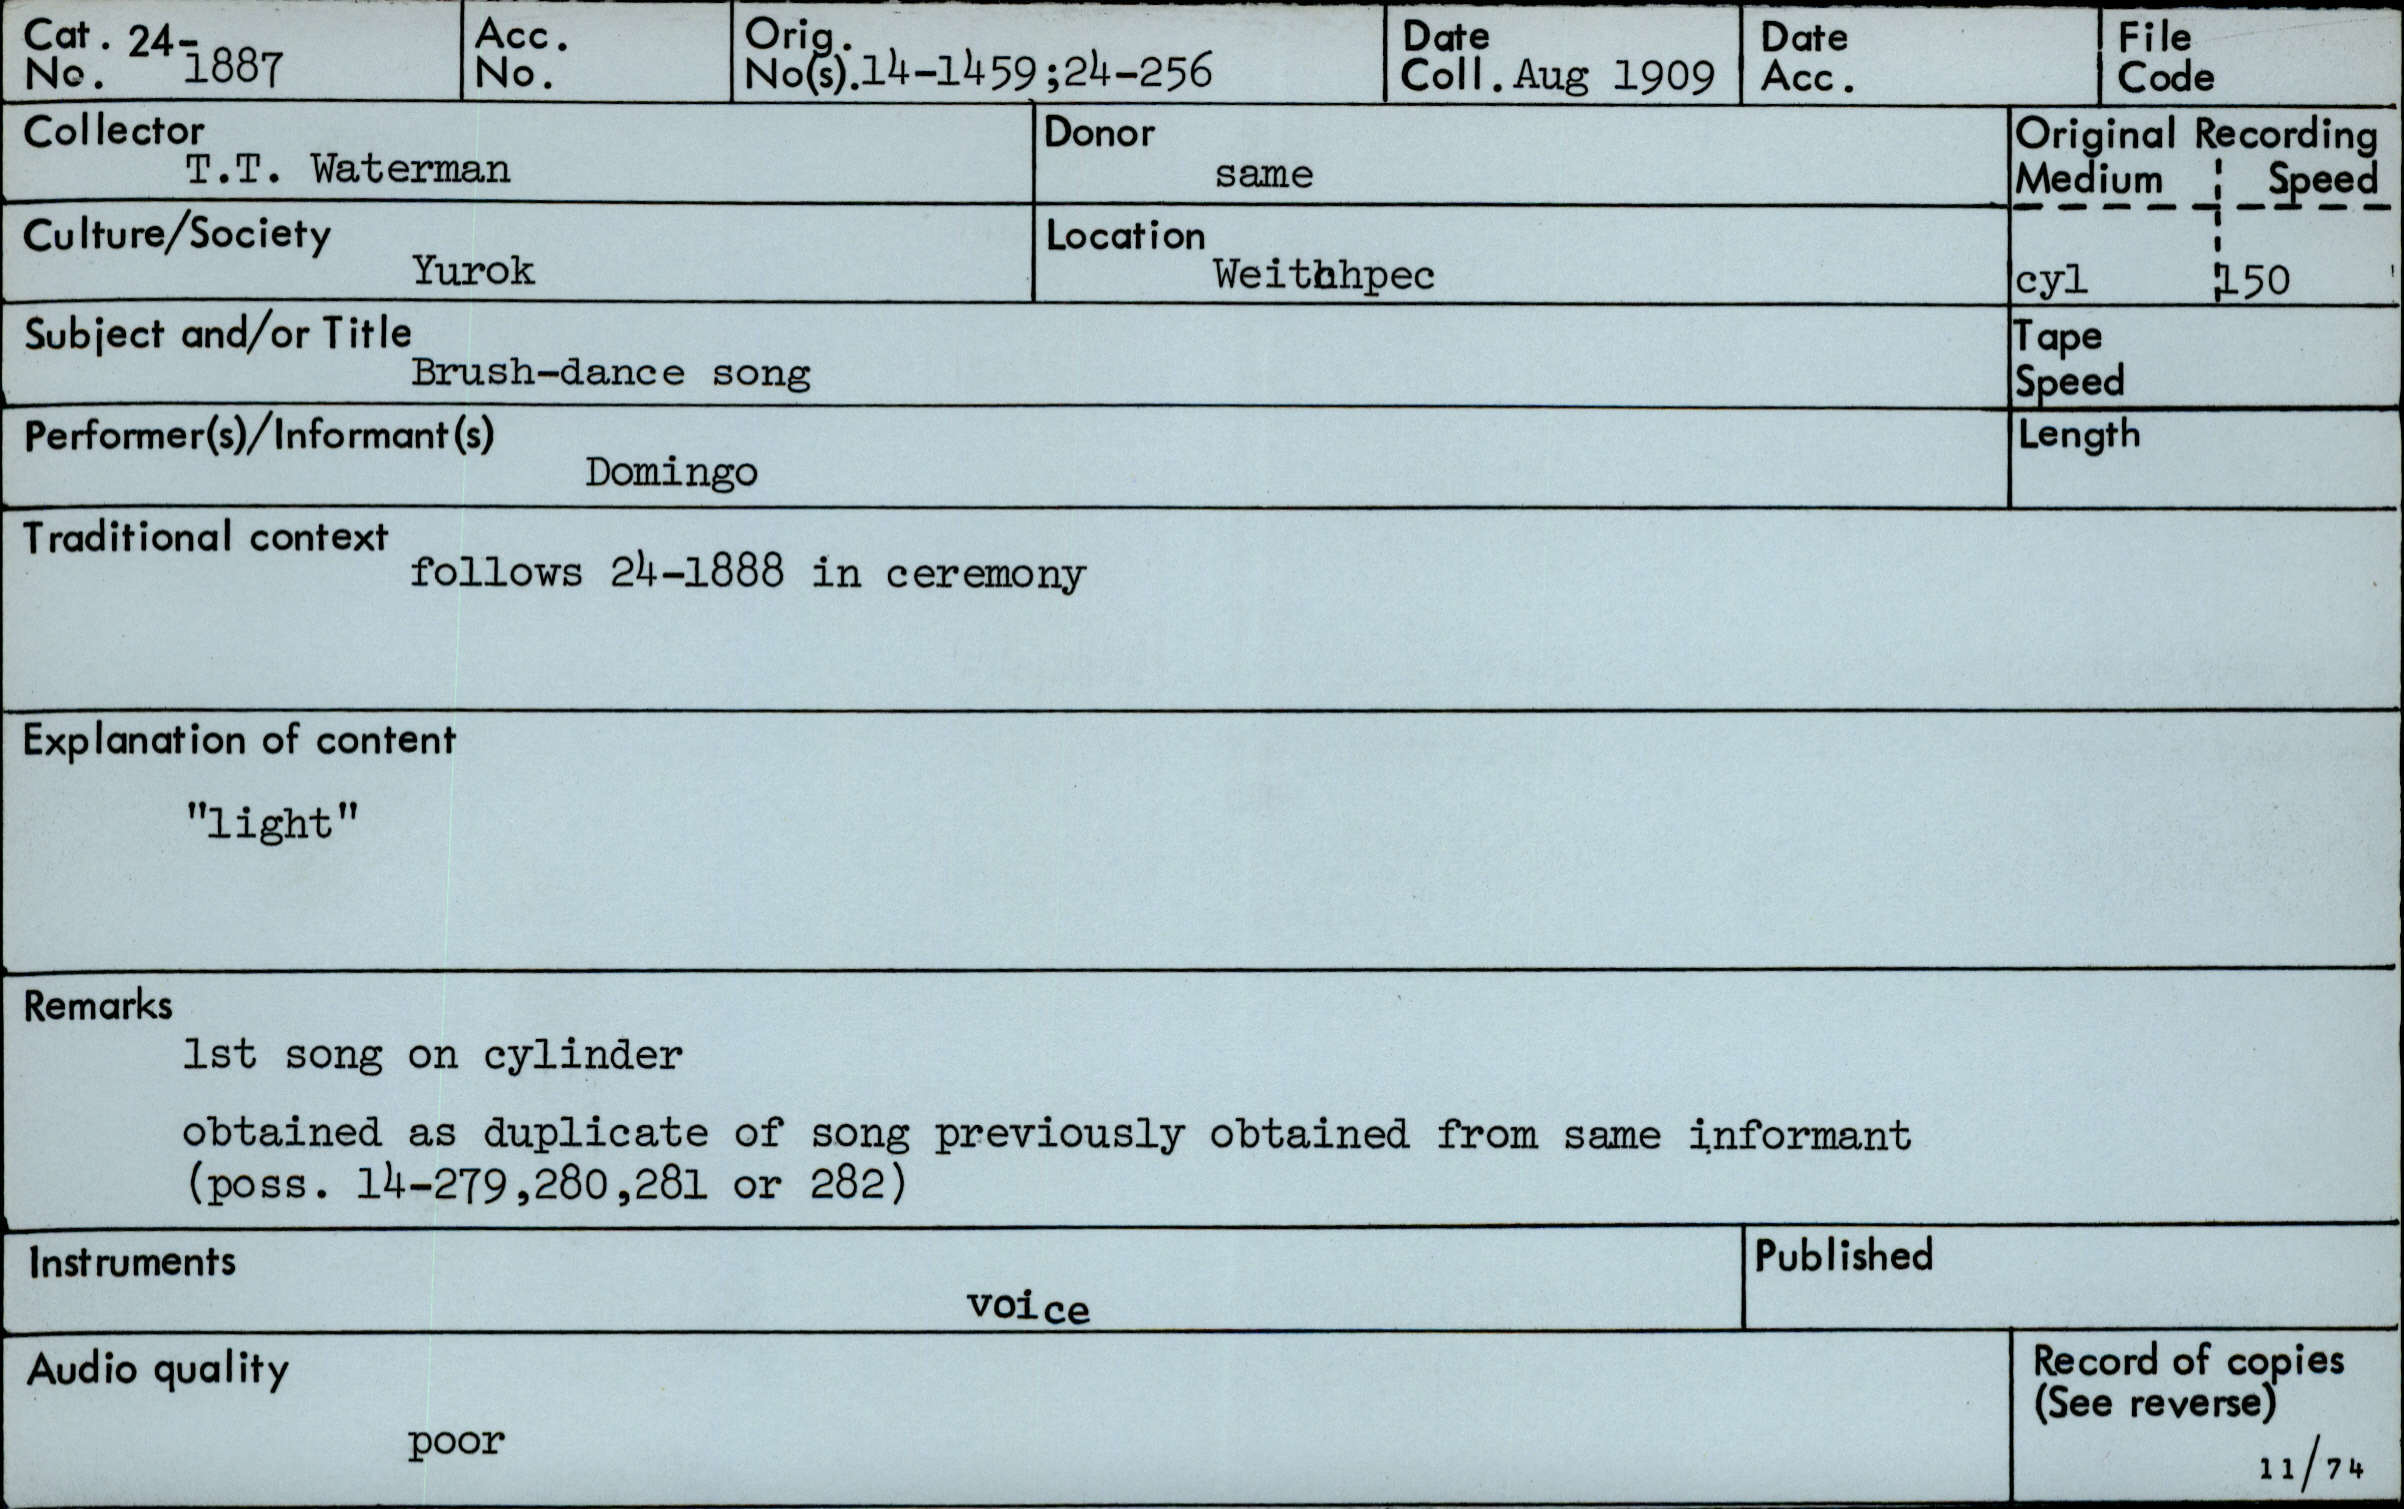 Cat. No. 24-1887
Acc. No.
Orig. No(s). 14-1459;24-256
Date Coll. Aug 1909
Date Acc.
File Code
Collector
T.T. Waterman
Donor
same
Original Recording
Medium Speed
cyl 150
Culture/Society
Yurok
Location
Weitchpec
Subject and/or Title
Brush-dance song
Tape Speed
Performer(s)/Informant(s)
Domingo
Length
Traditional context
follows 24-1888 in ceremony
Explanation of content
"light"
Remarks
1st song on cylinder
obtained as duplicate of song previously obtained from same informant
(poss. 14-279,280,281 or 282)
Instruments
voice
Published
Audio quality
poor
Record of copies
(See reverse)
11/74